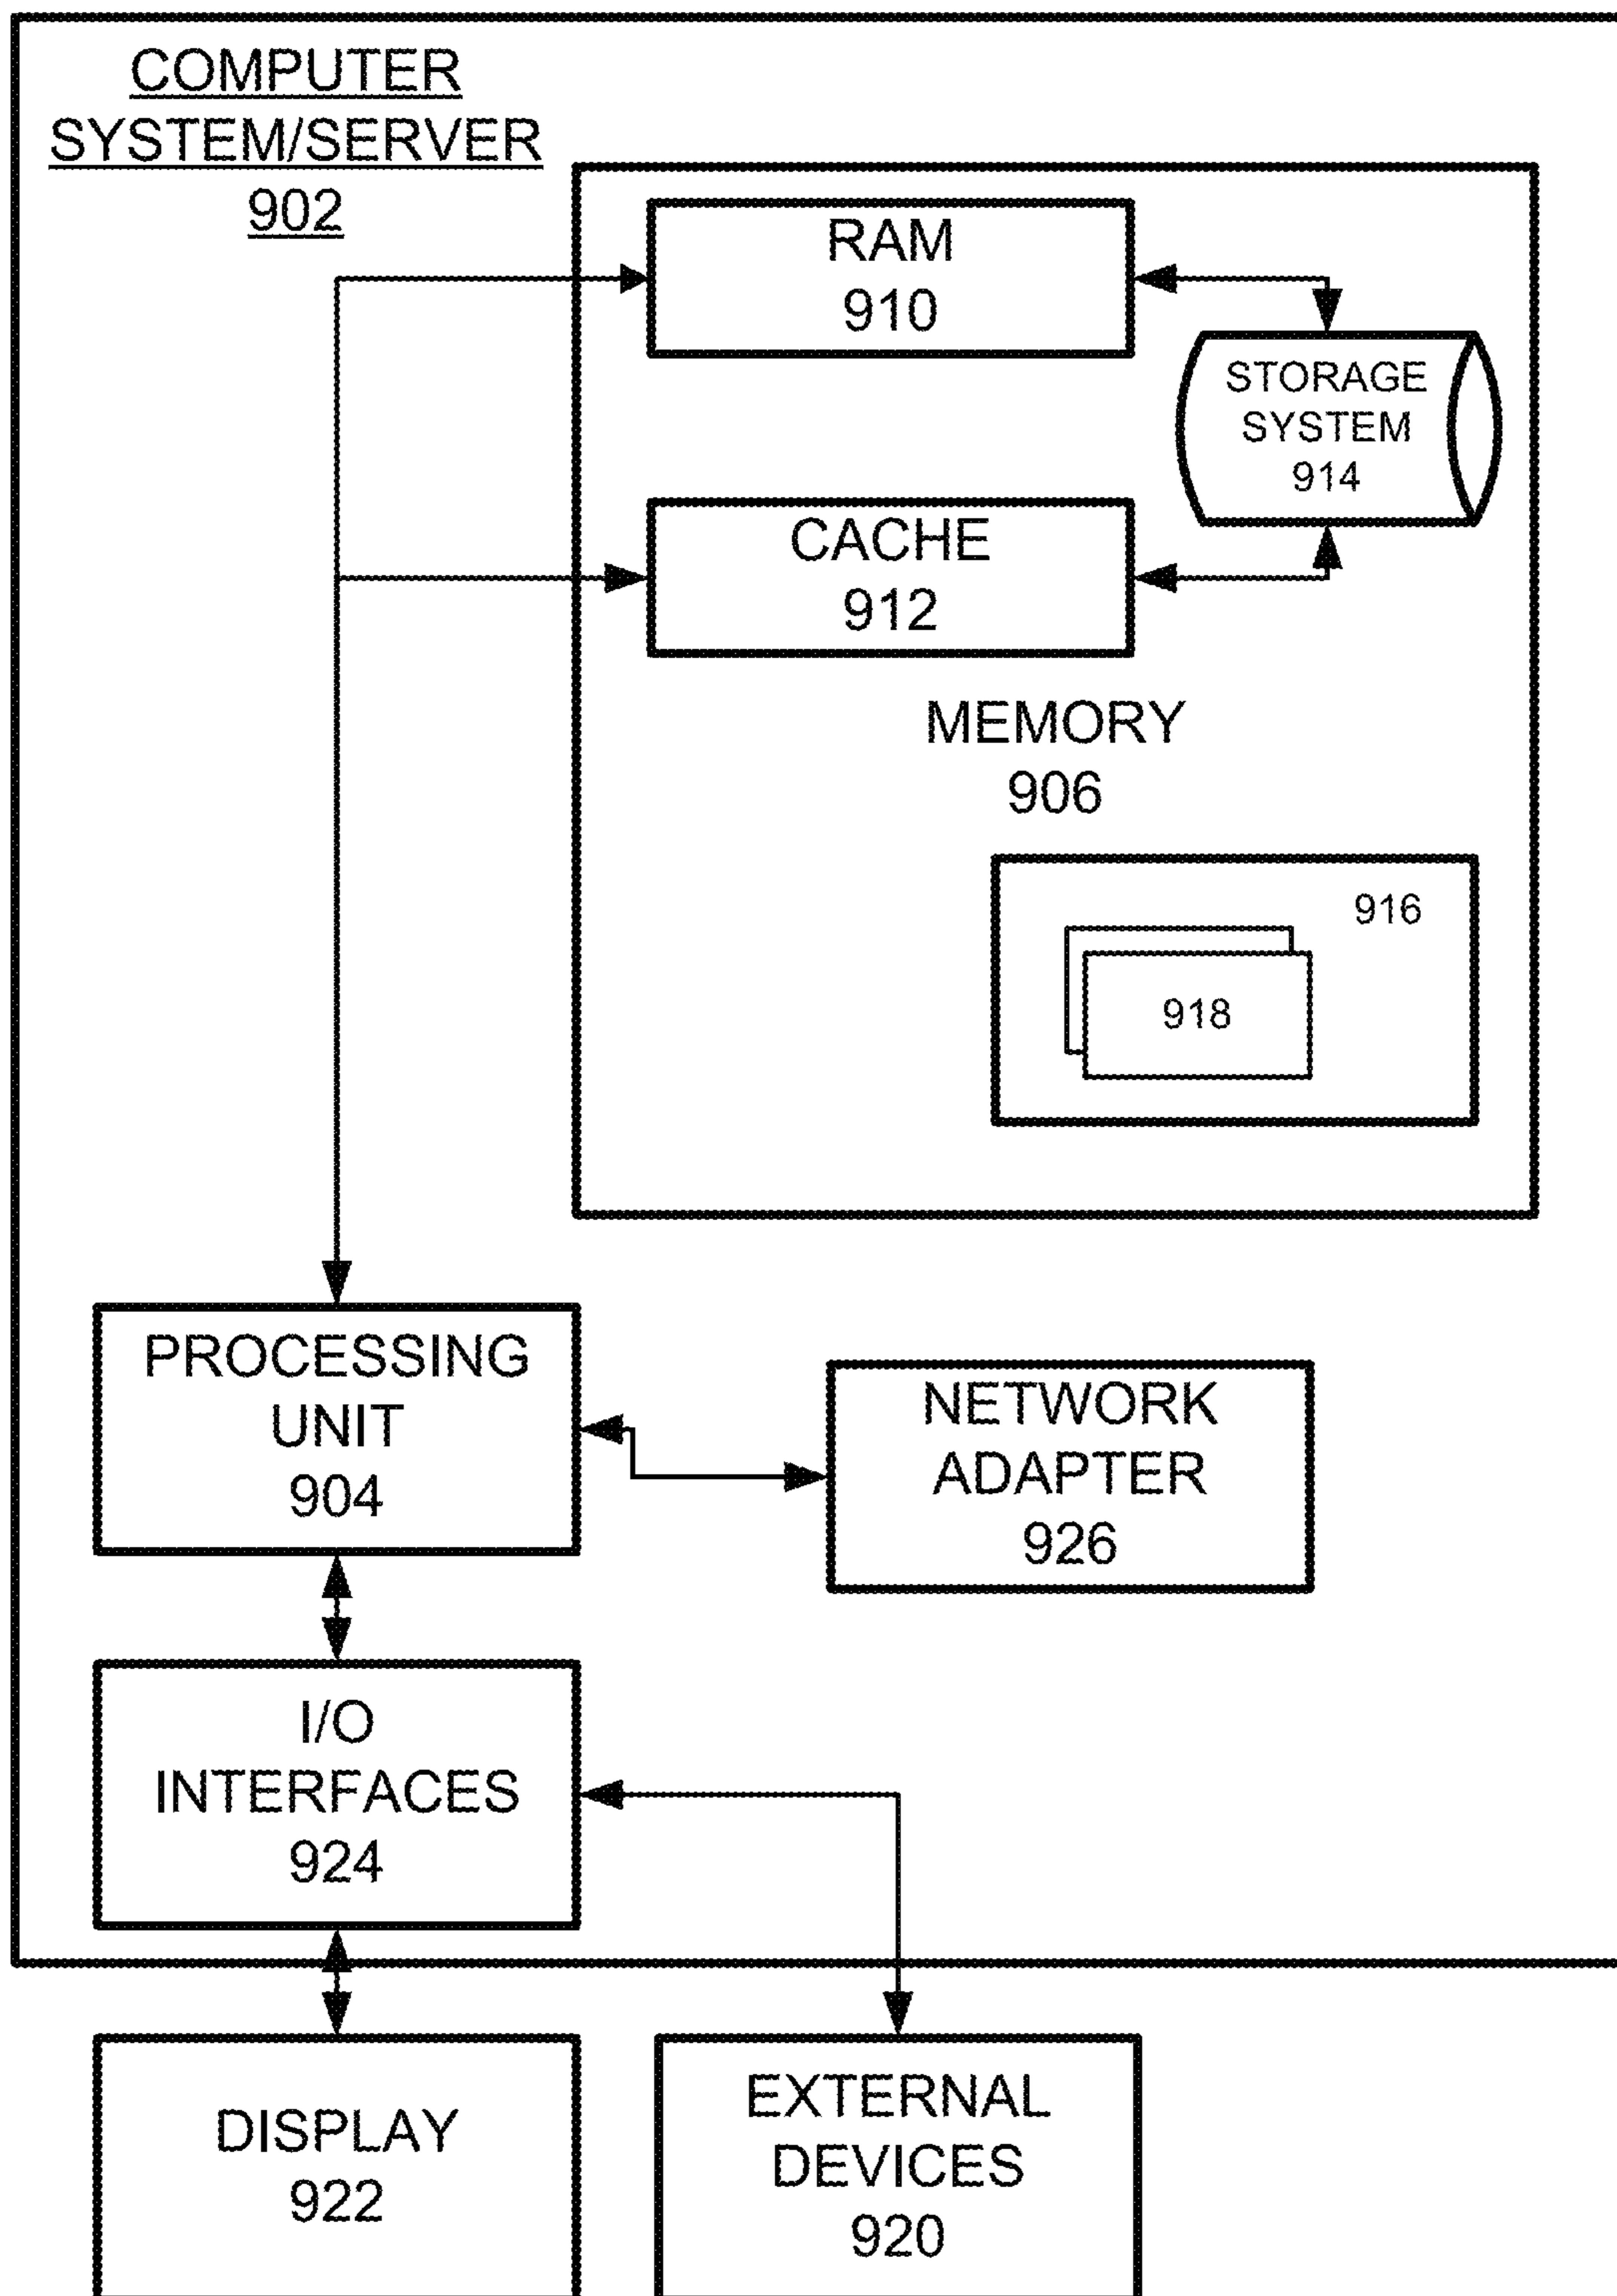 COMPUTER
SYSTEM/SERVER
902
RAM
910
STORAGE
SYSTEM
914
CACHE
912
MEMORY
906
916
918
PROCESSING
UNIT
904
NETWORK
ADAPTER
926
I/O
INTERFACES
924
DISPLAY
922
EXTERNAL
DEVICES
920